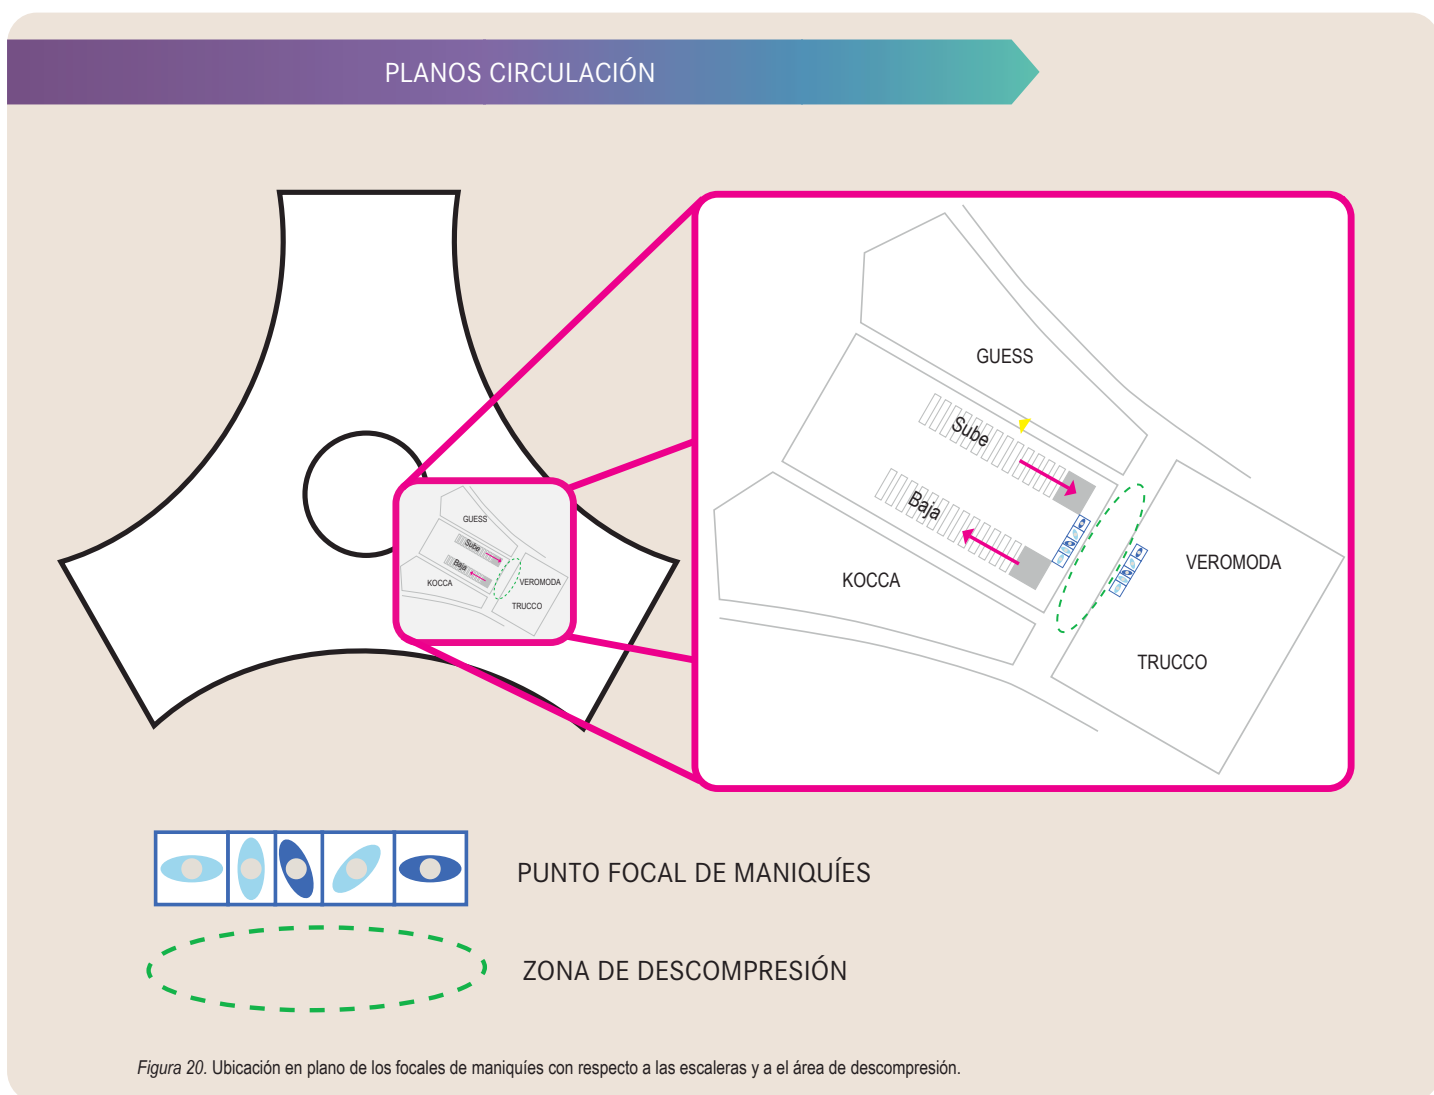 PLANOS CIRCULACIÓN
GUESS
Sube
Baja
KOCCA
VEROMODA
TRUCCO
GUESS
Sube
Baja
KOCCA
VEROMODA
TRUCCO
PUNTO FOCAL DE MANIQUÍES
ZONA DE DESCOMPRESIÓN
Figura 20. Ubicación en plano de los focales de maniquíes con respecto a las escaleras y a el área de descompresión.